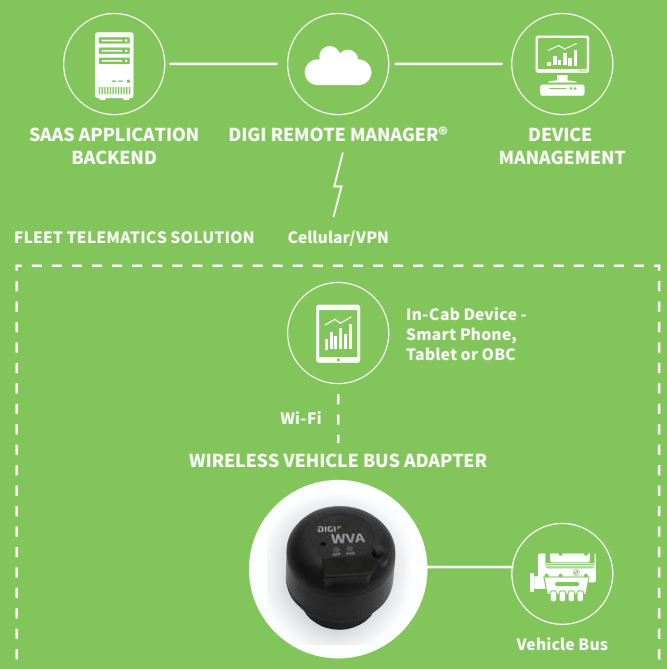 SAAS APPLICATION
BACKEND
DIGI REMOTE MANAGER®
DEVICE
MANAGEMENT
FLEET TELEMATICS SOLUTION
Cellular/VPN
In-Cab Device -
Smart Phone,
Tablet or OBC
Wi-Fi
WIRELESS VEHICLE BUS ADAPTER
DIGI
WVA
Vehicle Bus